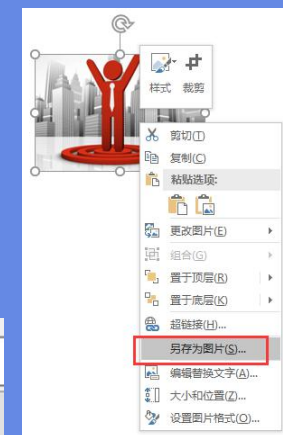 样式 裁剪
剪切(T)
复制(C)
粘贴选项:
更改图片(E)
组合(G)
置于顶层(R)
置于底层(K)
超链接(H)...
另存为图片(S)...
编辑替换文字(A)...
大小和位置(Z)...
设置图片格式(O)...